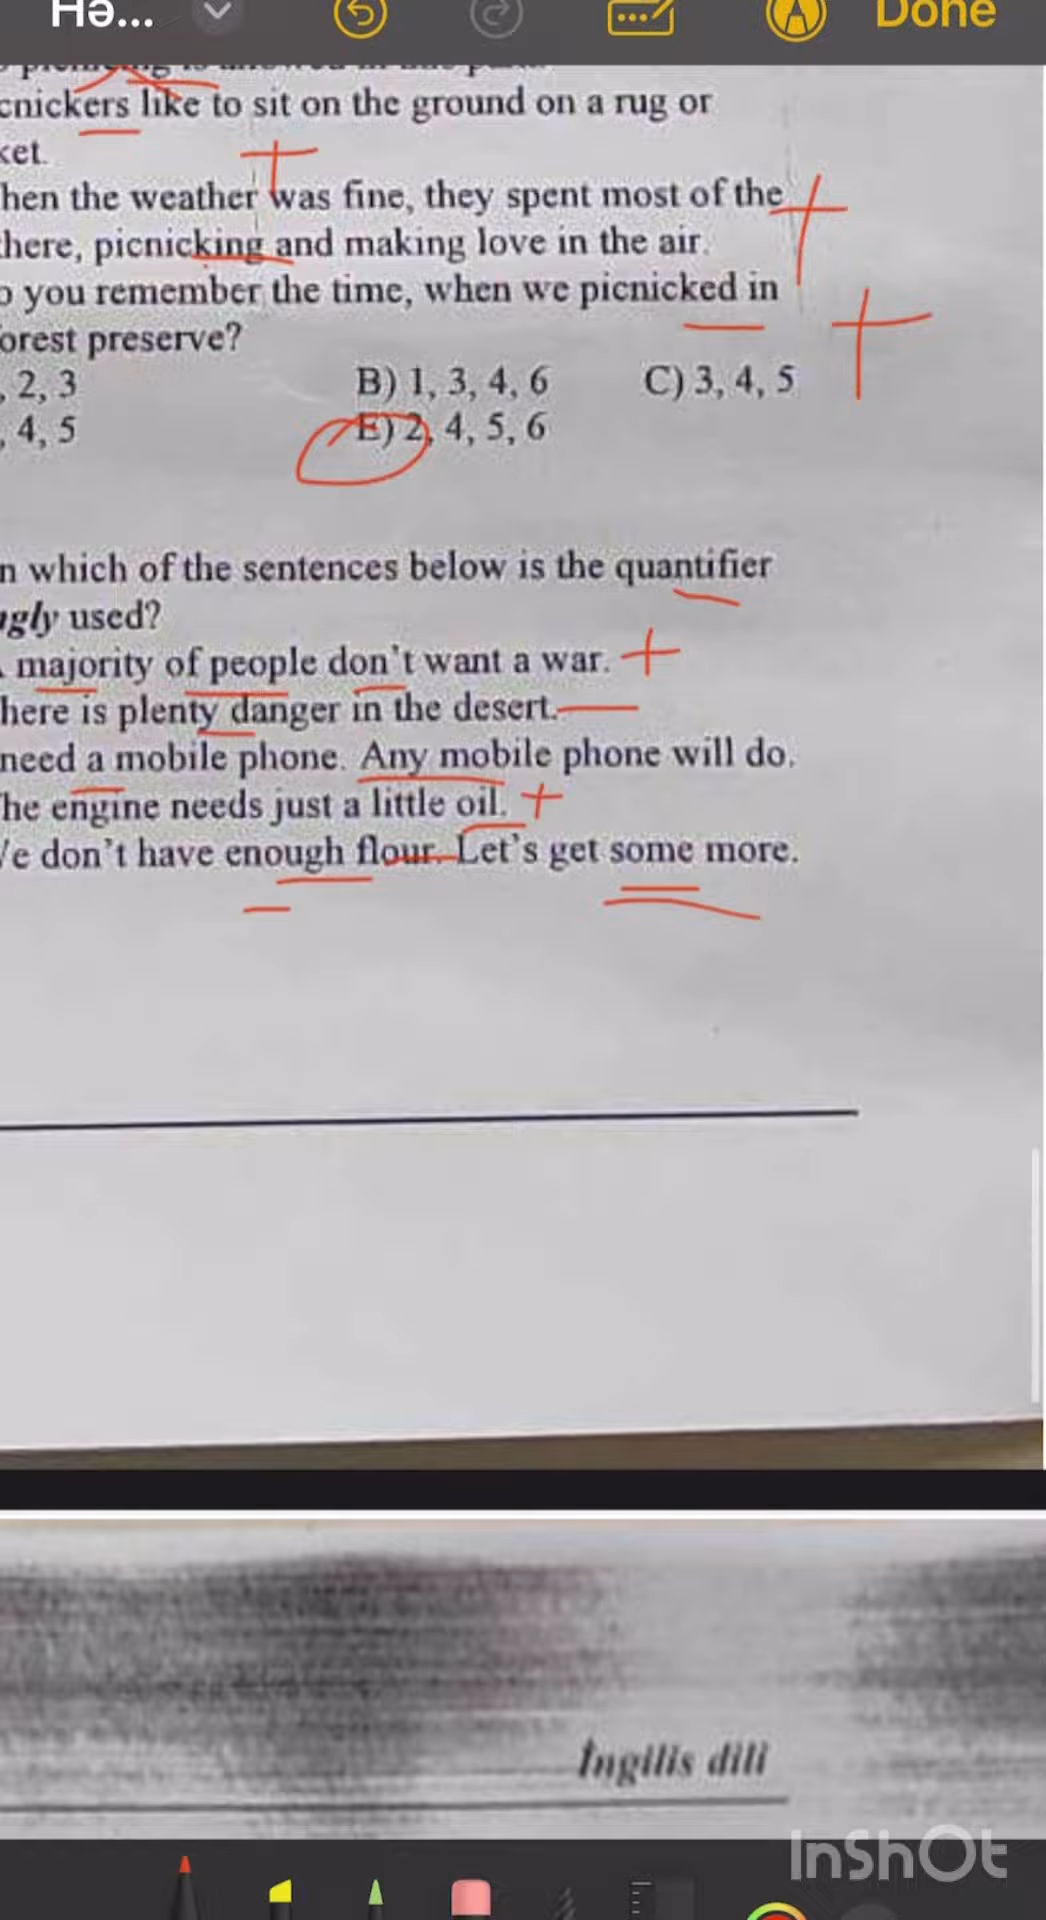 Hə...
Done
cnickers like to sit on the ground on a rug or
ket.
hen the weather was fine, they spent most of the
here, picnicking and making love in the air.
o you remember the time, when we picnicked in
orest preserve?
, 2, 3 B) 1, 3, 4, 6 C) 3, 4, 5
, 4, 5 E) 2, 4, 5, 6
n which of the sentences below is the quantifier
ngly used?
majority of people don't want a war.
here is plenty danger in the desert.
need a mobile phone. Any mobile phone will do.
he engine needs just a little oil.
e don't have enough flour. Let's get some more.
İngilis dili
InShOt